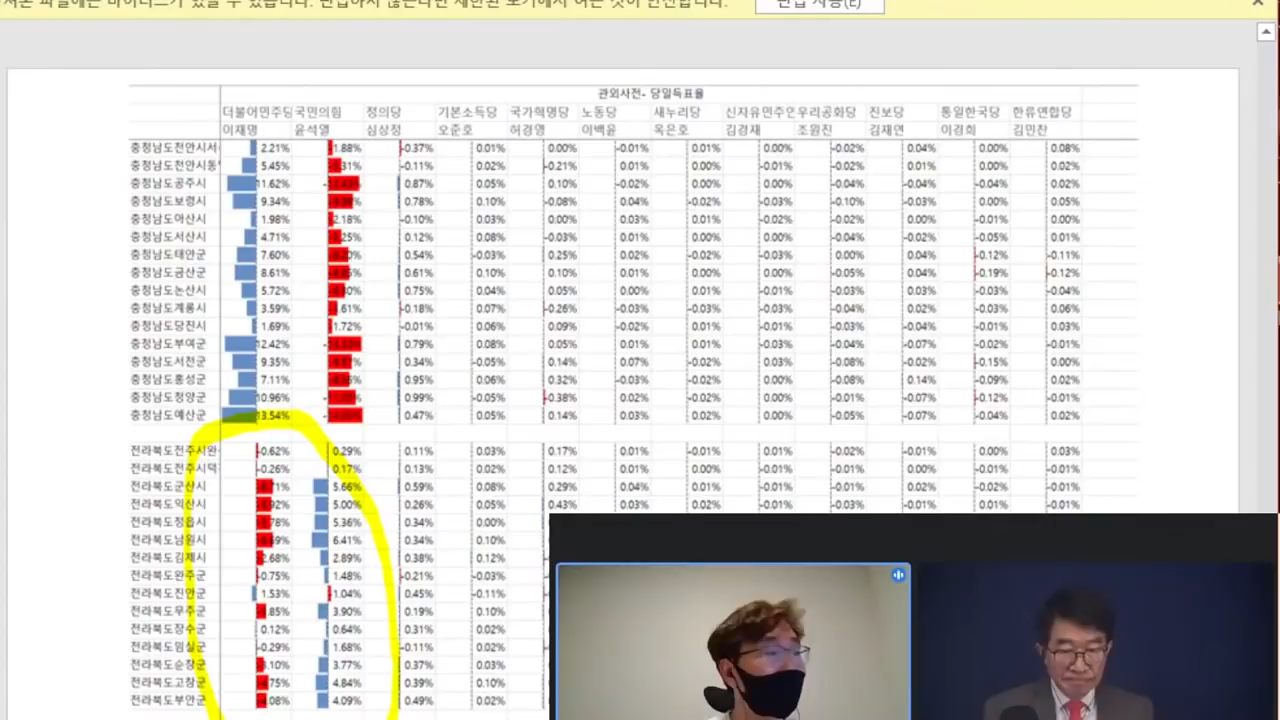 관외사전- 당일득표율
더불어민주당 국민의힘 정의당 기본소득당 국가혁명당 노동당 새누리당 신자유민주연 우리공화당 진보당 통일한국당 한류연합당
이재명 윤석열 심상정 오준호 허경영 이백윤 옥은호 김경재 조원진 김재연 이경희 김민찬
충청남도천안시서 2.21% 1.88% -0.37% 0.01% 0.00% -0.01% 0.01% 0.00% -0.02% 0.04% 0.00% 0.08%
충청남도천안시동 5.45% -0.11% 0.02% -0.21% 0.01% 0.00% -0.01% -0.02% 0.01% 0.00% 0.02%
충청남도공주시 11.62% 0.87% 0.05% 0.10% -0.02% 0.00% 0.00% -0.04% -0.04% -0.04% 0.02%
충청남도보령시 9.34% 0.78% 0.10% -0.08% 0.04% -0.02% -0.03% -0.10% -0.03% 0.00% 0.05%
충청남도아산시 1.98% 2.18% -0.10% 0.03% 0.00% 0.03% 0.01% -0.02% -0.02% 0.00% -0.01% 0.00%
충청남도서산시 4.71% 0.12% 0.08% -0.03% 0.01% 0.00% 0.00% -0.04% -0.02% -0.05% 0.01%
충청남도태안군 7.60% 0.54% -0.03% 0.25% 0.02% -0.02% -0.03% 0.00% 0.04% -0.12% -0.11%
충청남도금산군 8.61% 0.61% 0.10% 0.10% 0.01% 0.00% 0.00% -0.05% 0.04% -0.19% -0.12%
충청남도논산시 5.72% 0.75% 0.04% 0.05% 0.00% 0.01% -0.01% -0.03% 0.03% -0.03% -0.04%
충청남도계룡시 3.59% -0.18% 0.07% -0.26% 0.01% 0.02% -0.01% -0.02% -0.04% -0.03% 0.06%
충청남도당진시 1.69% 1.72% -0.01% 0.06% 0.09% -0.02% 0.01% -0.01% -0.03% -0.04% -0.01% 0.03%
충청남도부여군 12.42% 0.79% 0.08% 0.05% 0.01% 0.01% -0.03% -0.04% -0.07% -0.02% 0.01%
충청남도서천군 9.35% 0.34% -0.05% 0.14% 0.07% -0.02% -0.03% -0.08% -0.02% -0.15% 0.00%
충청남도홍성군 7.11% 0.95% 0.06% 0.32% -0.03% -0.02% 0.00% -0.08% 0.14% -0.09% 0.02%
충청남도청양군 10.96% 0.99% -0.05% -0.38% 0.02% -0.02% -0.01% -0.01% -0.07% -0.12% -0.01%
충청남도예산군 13.54% 0.47% 0.05% 0.14% 0.03% 0.02% 0.00% -0.05% -0.07% -0.04% 0.02%
전라북도전주시완 -0.62% 0.29% 0.11% 0.03% 0.17% 0.01% -0.01% 0.01% -0.02% -0.01% 0.00% 0.03%
전라북도전주시덕 -0.26% 0.17% 0.13% 0.02% 0.12% 0.01% 0.00% -0.01% -0.01% 0.00% -0.01% -0.01%
전라북도군산시 5.66% 0.59% 0.08% 0.29% 0.04% 0.01% -0.01% -0.01% -0.02% -0.02% -0.01%
전라북도익산시 5.00% 0.26% 0.05% 0.43% 0.03% 0.02% -0.01% -0.03% -0.01% -0.01% -0.01%
전라북도정읍시 5.36% 0.34% 0.00%
전라북도남원시 6.41% 0.34% 0.10%
전라북도김제시 2.89% 0.38% 0.12%
전라북도완주군 -0.75% 1.48% -0.21% -0.03%
전라북도진안군 1.53% -1.04% 0.45% -0.11%
전라북도무주군 3.90% 0.19% 0.10%
전라북도장수군 0.12% 0.64% 0.31% 0.02%
전라북도임실군 -0.29% 1.68% -0.11% 0.02%
전라북도순창군 3.77% 0.37% 0.03%
전라북도고창군 4.84% 0.39% 0.10%
전라북도부안군 4.09% 0.49% 0.02%